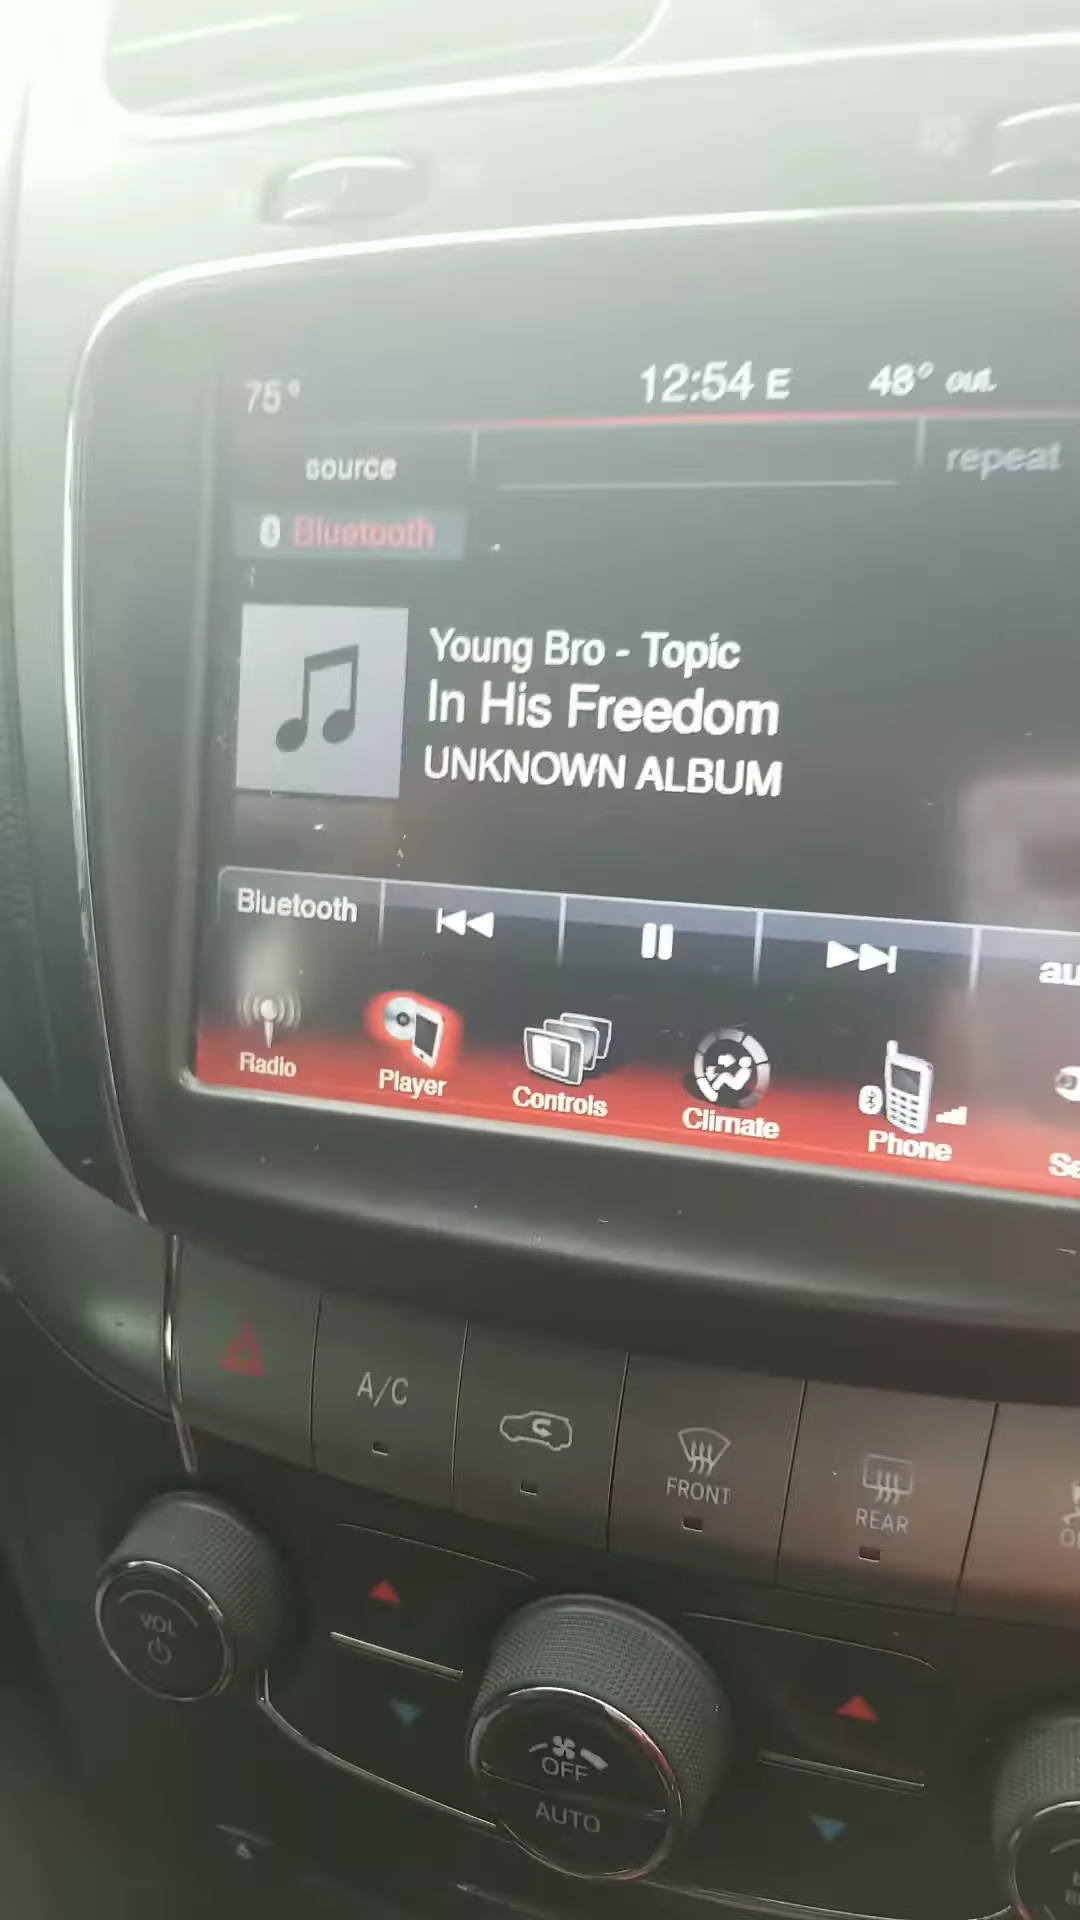 75°
12:54 E
48° out.
source
repeat
Bluetooth
Young Bro - Topic
In His Freedom
UNKNOWN ALBUM
Bluetooth
Radio
Player
Controls
Climate
Phone
A/C
FRONT
REAR
VOL
OFF
AUTO